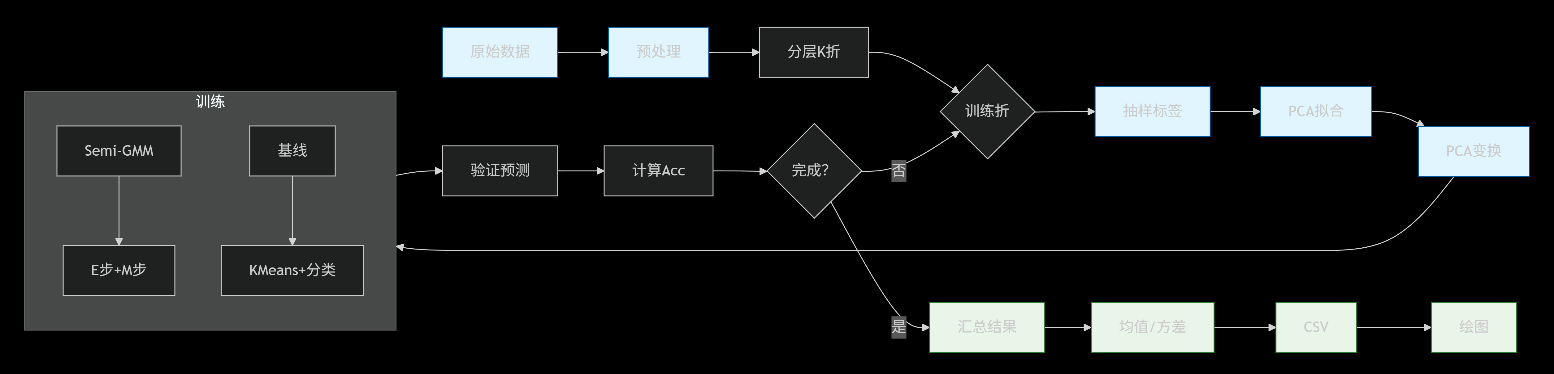 原始数据
预处理
分层K折
训练折
抽样标签
PCA拟合
PCA变换
训练
Semi-GMM
基线
E步+M步
KMeans+分类
验证预测
计算Acc
完成?
否
是
汇总结果
均值/方差
CSV
绘图